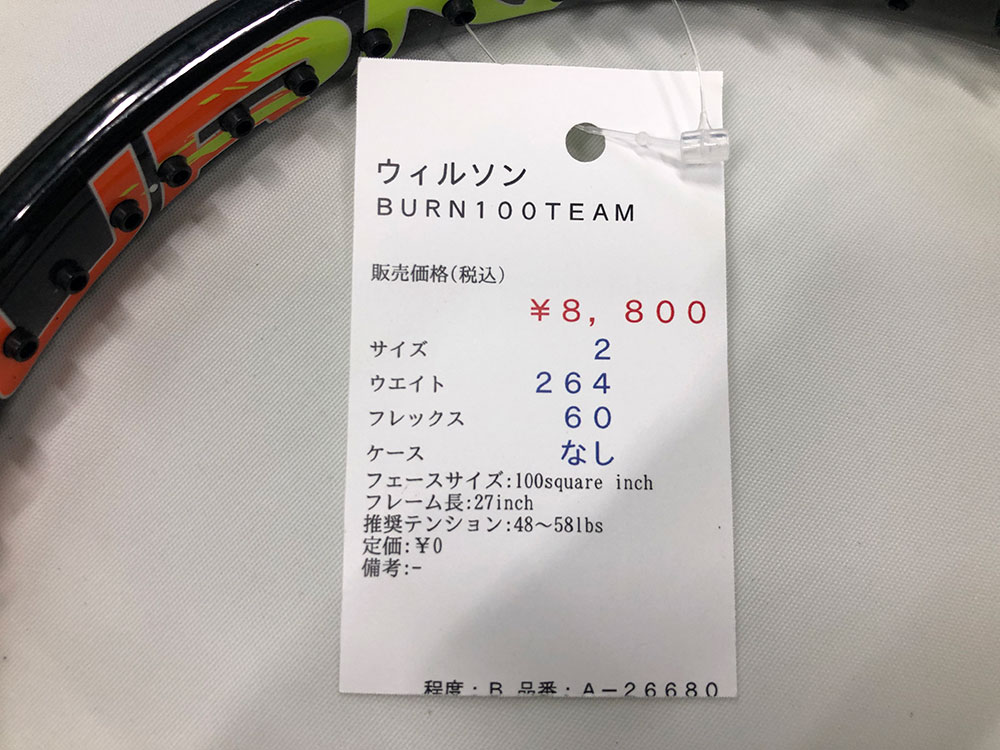 ウィルソン
BURN100TEAM
販売価格(税込)
￥8,800
サイズ 2
ウエイト 264
フレックス 60
ケース なし
フェースサイズ:100square inch
フレーム長:27inch
推奨テンション:48～58lbs
定価:￥0
備考:-
程度：B 品番：A－26680